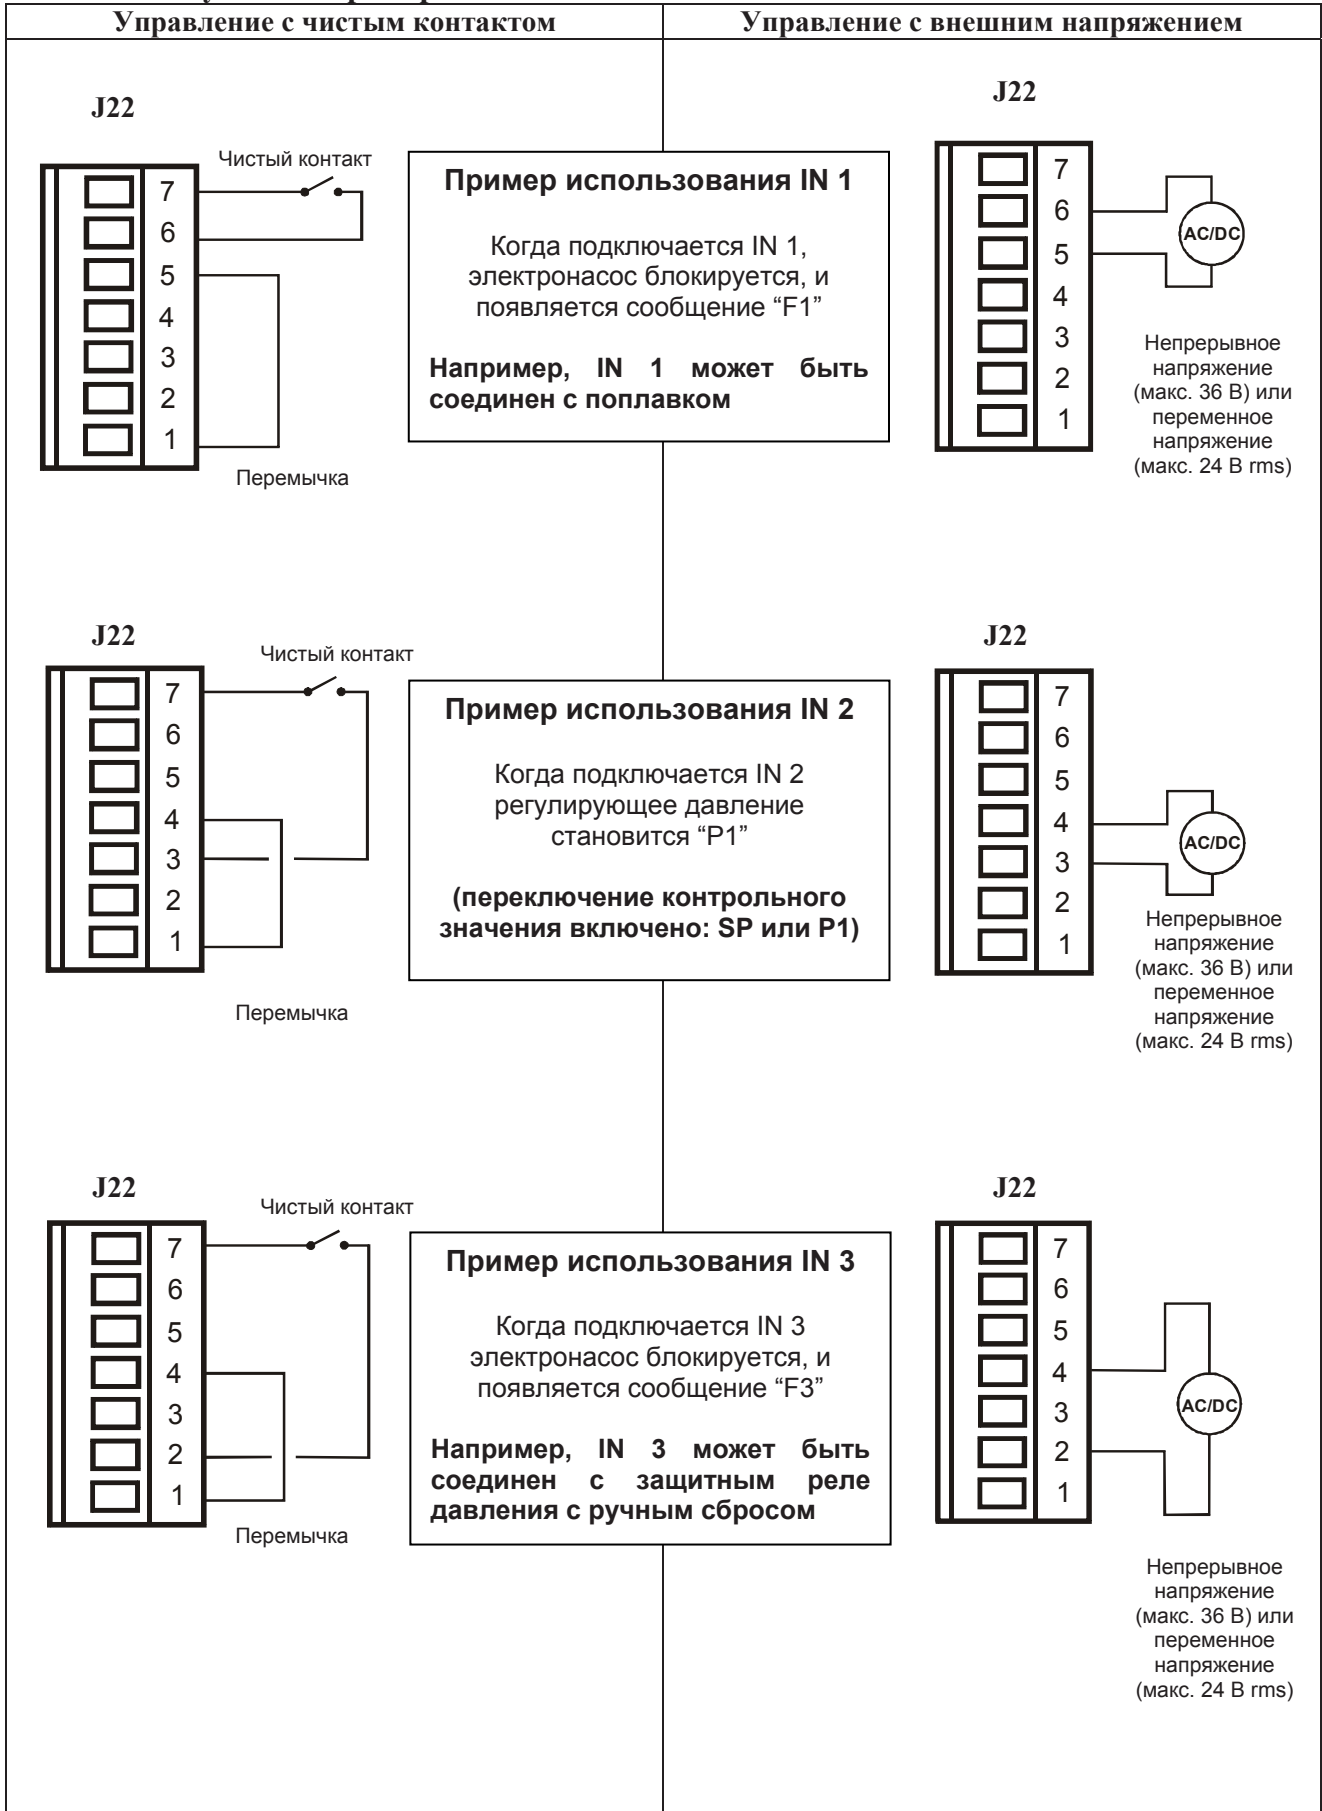 Управление с чистым контактом
Управление с внешним напряжением
J22
Чистый контакт
7
6
5
4
3
2
1
Перемычка
Пример использования IN 1
Когда подключается IN 1,
электронасос блокируется, и
появляется сообщение “F1”
Например, IN 1 может быть
соединен с поплавком
J22
7
6
5
4
3
2
1
AC/DC
Непрерывное
напряжение
(макс. 36 В) или
переменное
напряжение
(макс. 24 В rms)
J22
Чистый контакт
7
6
5
4
3
2
1
Перемычка
Пример использования IN 2
Когда подключается IN 2
регулирующее давление
становится “P1”
(переключение контрольного
значения включено: SP или P1)
J22
7
6
5
4
3
2
1
AC/DC
Непрерывное
напряжение
(макс. 36 В) или
переменное
напряжение
(макс. 24 В rms)
J22
Чистый контакт
7
6
5
4
3
2
1
Перемычка
Пример использования IN 3
Когда подключается IN 3
электронасос блокируется, и
появляется сообщение “F3”
Например, IN 3 может быть
соединен с защитным реле
давления с ручным сбросом
J22
7
6
5
4
3
2
1
AC/DC
Непрерывное
напряжение
(макс. 36 В) или
переменное
напряжение
(макс. 24 В rms)